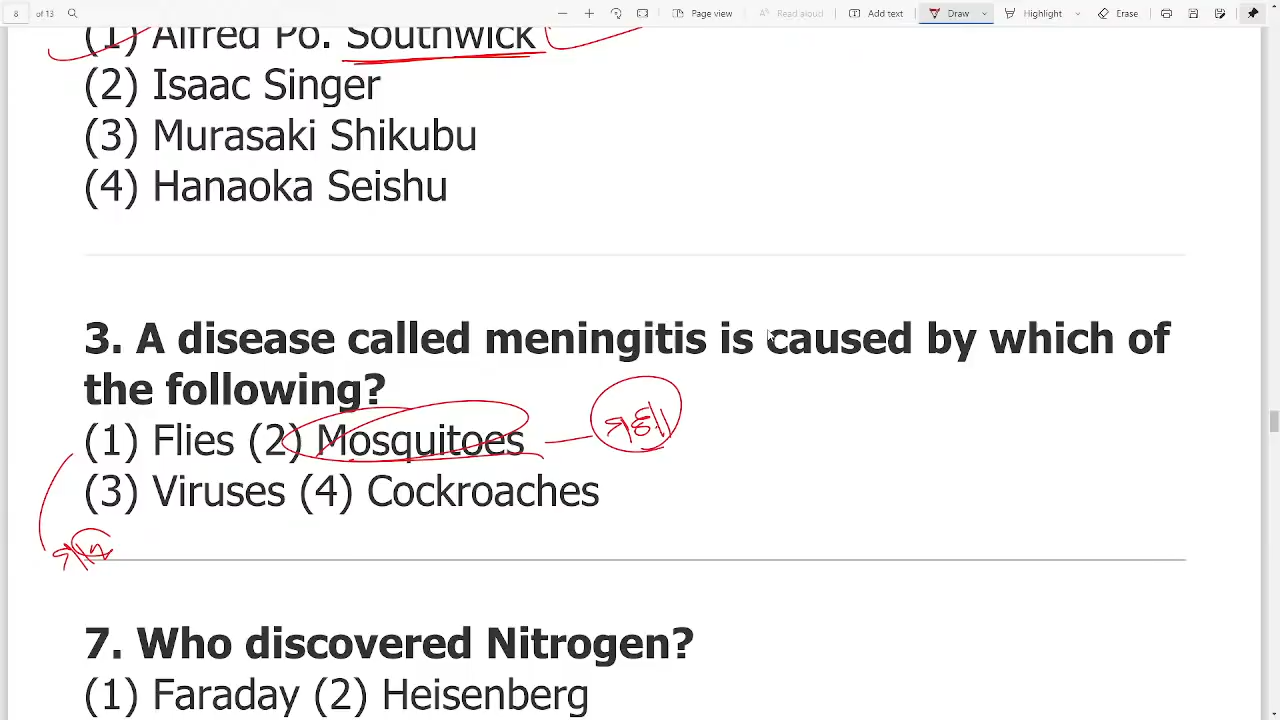 8 of 13 Page view Read aloud Add text Draw Highlight Erase
(1) Alfred Po. Southwick
(2) Isaac Singer
(3) Murasaki Shikubu
(4) Hanaoka Seishu
3. A disease called meningitis is caused by which of
the following?
(1) Flies (2) Mosquitoes
(3) Viruses (4) Cockroaches
7. Who discovered Nitrogen?
(1) Faraday (2) Heisenberg